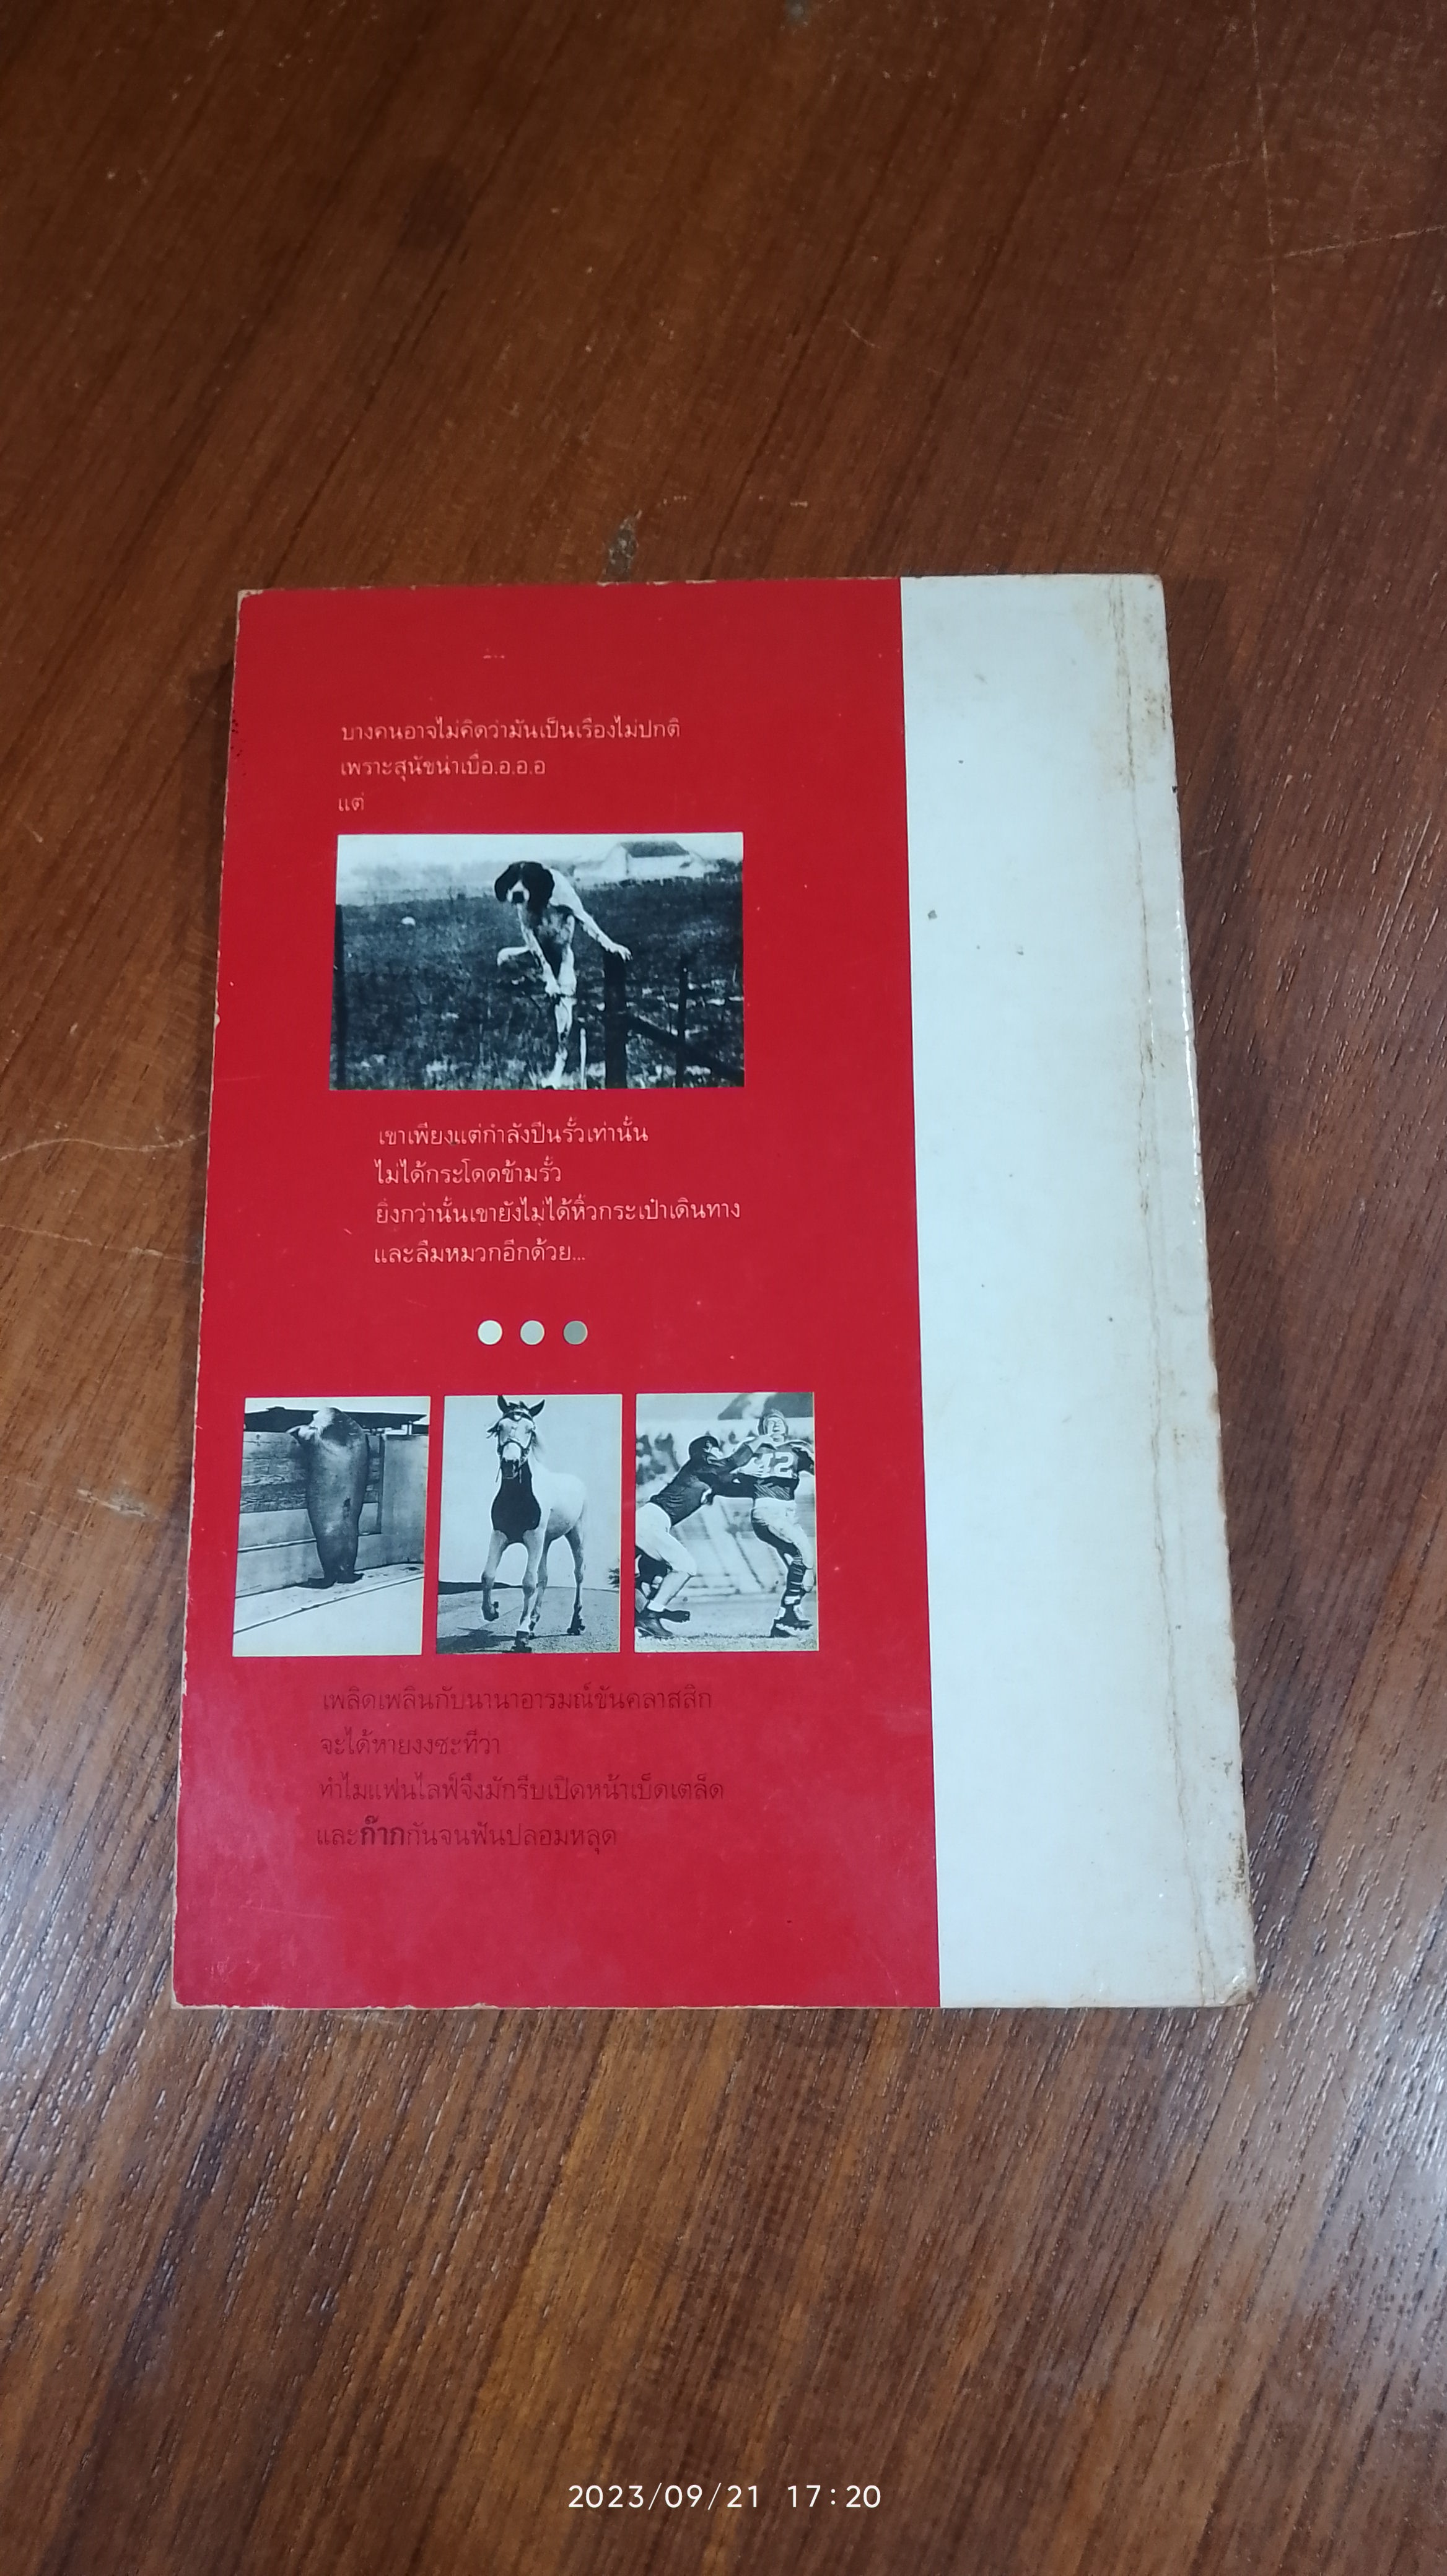 บางคนอาจไม่คิดว่ามันเป็นเรื่องไม่ปกติ
เพราะสุนัขน่าเบื่อ.อ.อ.อ
แต่
เขาเพียงแต่กำลังปีนรั้วเท่านั้น
ไม่ได้กระโดดข้ามรั้ว
ยิ่งกว่านั้นเขายังไม่ได้หิ้วกระเป๋าเดินทาง
และลืมหมวกอีกด้วย...
42
เพลิดเพลินกับนานาอารมณ์ขันคลาสสิก
จะได้หายงงซะทีว่า
ทำไมแฟนไลฟ์จึงมักรีบเปิดหน้าเบ็ดเตล็ด
และก๊ากกันจนฟันปลอมหลุด
2023/09/21 17:20